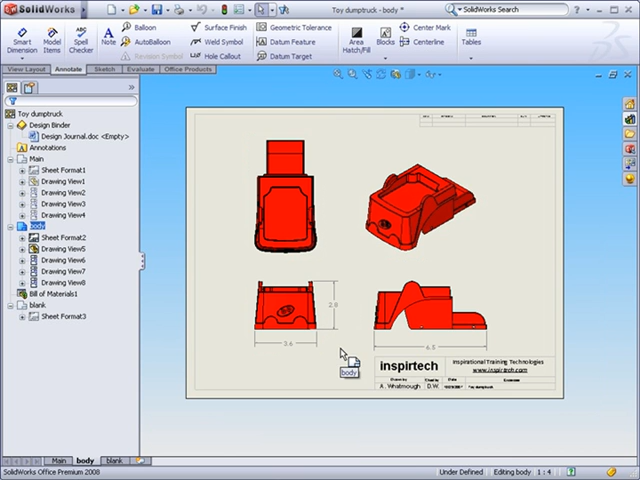 SolidWorks
Toy dumptruck - body *
SolidWorks Search
Smart Dimension
Model Items
Spell Checker
Note
Balloon
AutoBalloon
Revision Symbol
Surface Finish
Weld Symbol
Hole Callout
Geometric Tolerance
Datum Feature
Datum Target
Area Hatch/Fill
Blocks
Center Mark
Centerline
Tables
View Layout
Annotate
Sketch
Evaluate
Office Products
Toy dumptruck
Design Binder
Design Journal.doc <Empty>
Annotations
Main
Sheet Format1
Drawing View1
Drawing View2
Drawing View3
Drawing View4
body
Sheet Format2
Drawing View5
Drawing View6
Drawing View7
Drawing View8
Bill of Materials1
blank
Sheet Format3
2.8
3.6
6.5
body
inspirtech
Inspirational Training Technologies
www.inspirtech.com
A. Whatmough
D.W.
Toy dumptruck
Main
body
blank
SolidWorks Office Premium 2008
Under Defined
Editing body
1 : 4